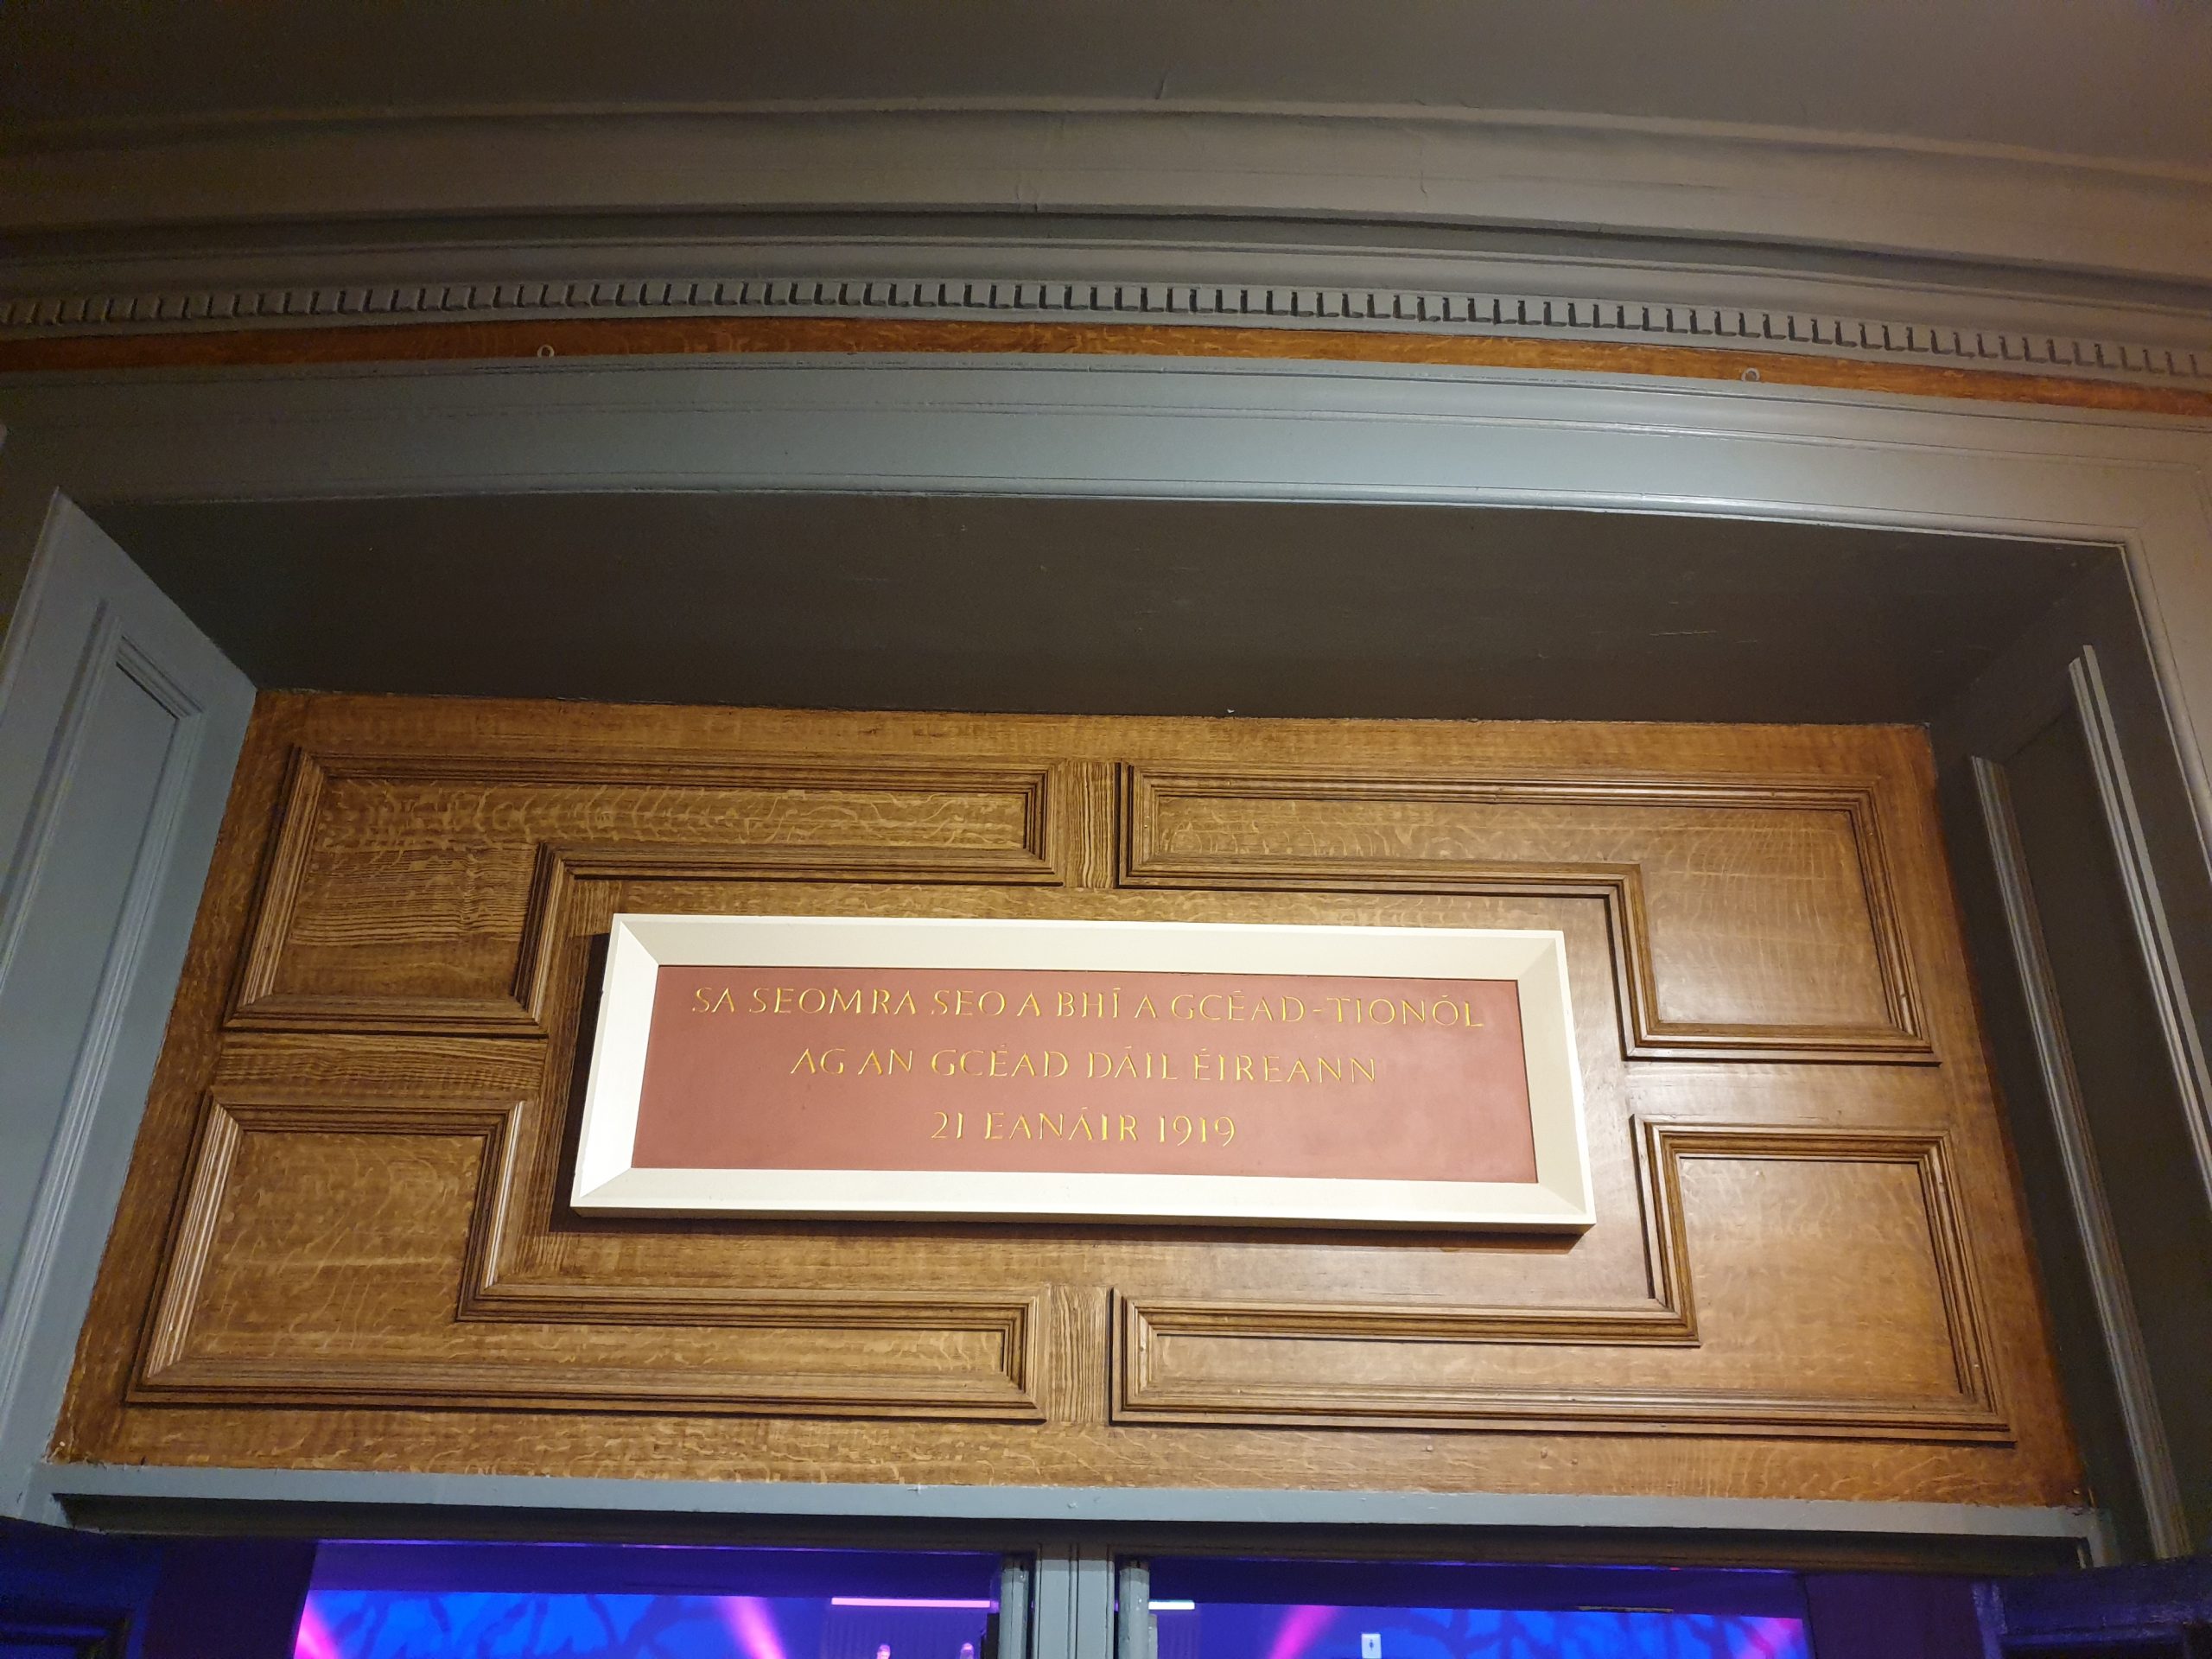 SA SEOMRA SEO A BHÍ A GCÉAD-TIONÓL
AG AN GCÉAD DÁIL ÉIREANN
21 EANÁIR 1919